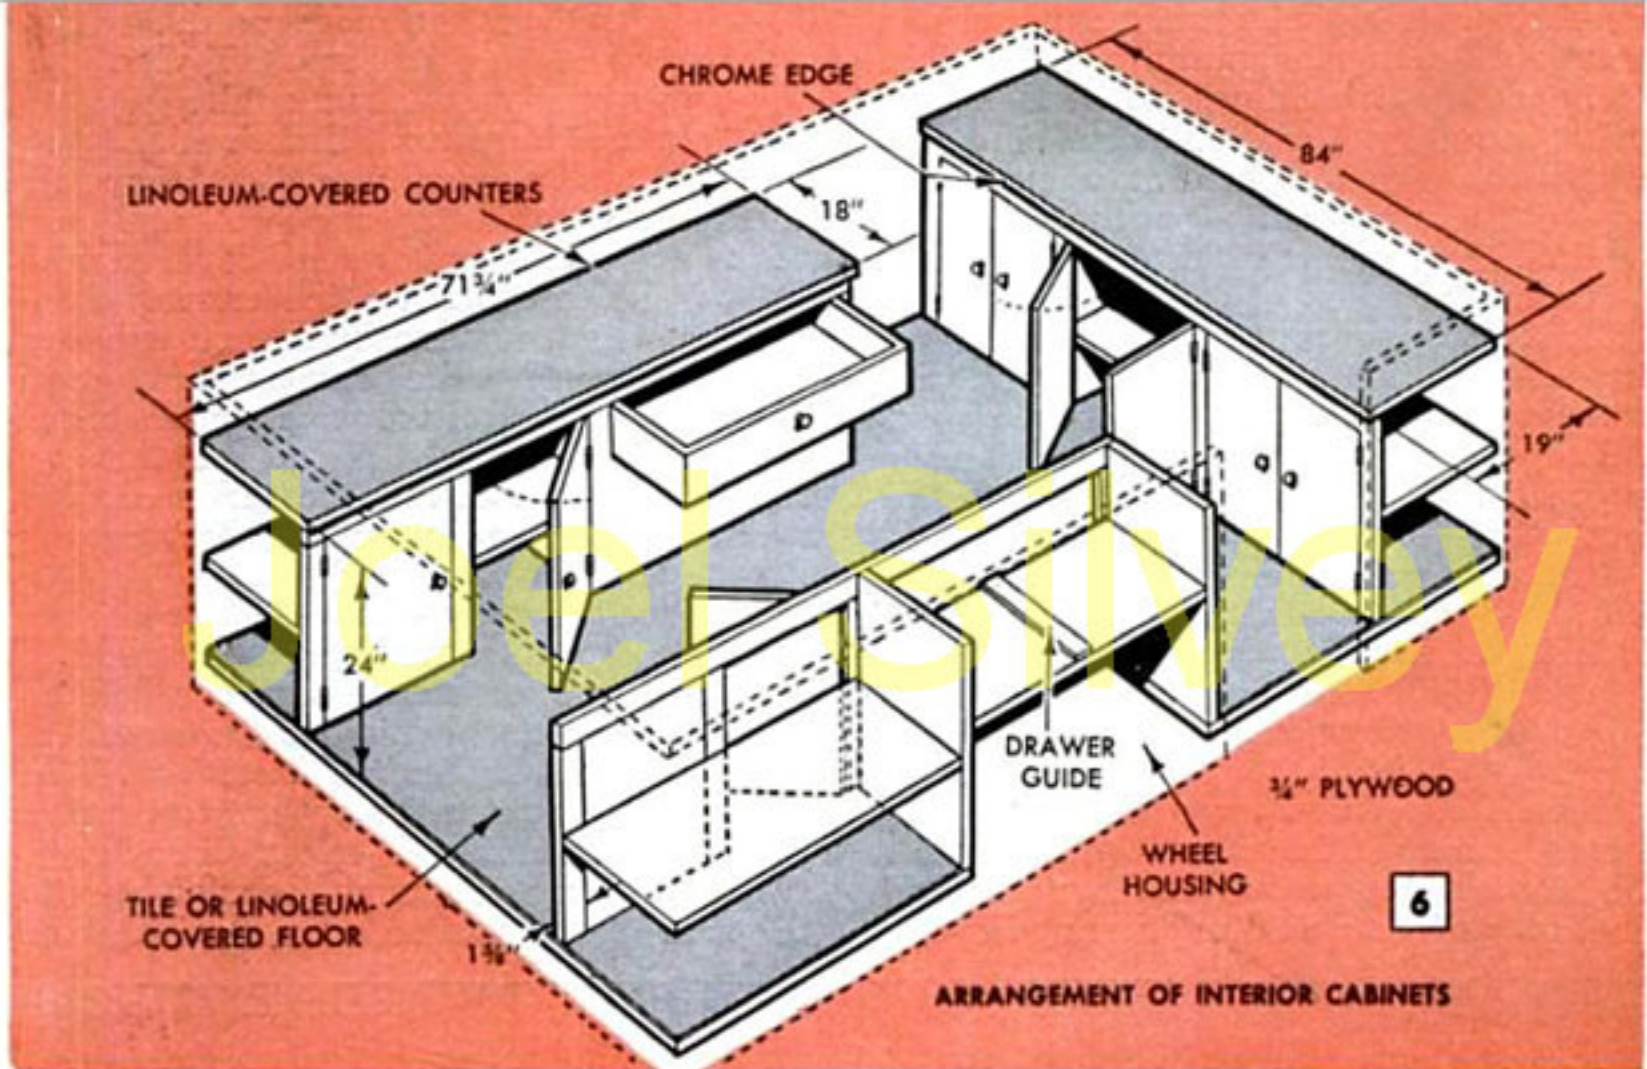 CHROME EDGE
84"
LINOLEUM-COVERED COUNTERS
18"
71¾"
19"
Joel Silvey
24"
DRAWER
GUIDE
¾" PLYWOOD
WHEEL
HOUSING
6
TILE OR LINOLEUM-
COVERED FLOOR
1⅝"
ARRANGEMENT OF INTERIOR CABINETS